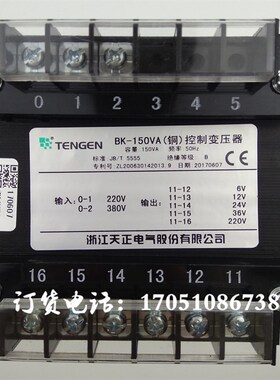 0 1 2 5
TENGEN
BK-150VA(铜)控制变压器
容量 150VA 频率 50Hz
标准 JB/T 5555 绝缘等级 B
专利号 ZL200630142013.9 20170607
输入: 0-1 220V
0-2 380V
输出: 11-12 6V
11-13 12V
11-14 24V
11-15 36V
11-16 220V
浙江天正电气股份有限公司
170607
16 15 14 13 12 11
订货电话:17051086738